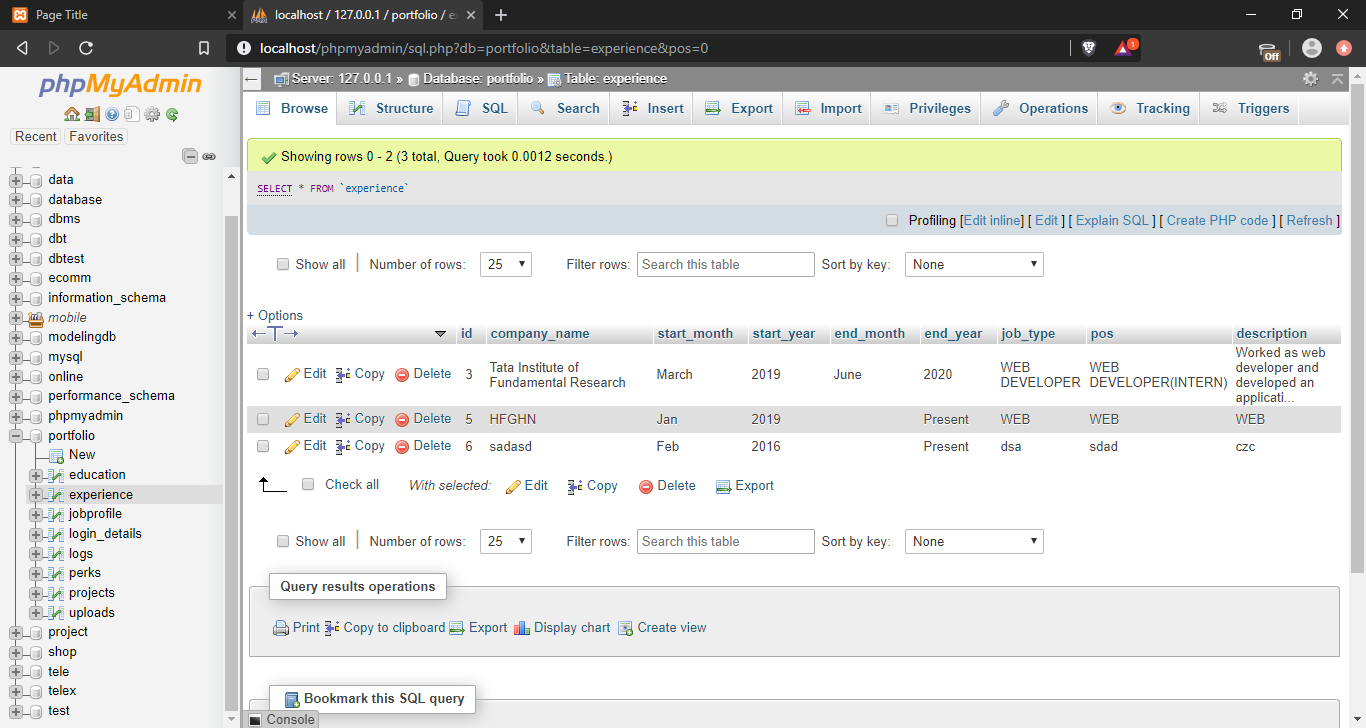 Page Title
localhost / 127.0.0.1 / portfolio / e
localhost/phpmyadmin/sql.php?db=portfolio&table=experience&pos=0
1
Off
phpMyAdmin
Recent Favorites
data
database
dbms
dbt
dbtest
ecomm
information_schema
mobile
modelingdb
mysql
online
performance_schema
phpmyadmin
portfolio
New
education
experience
jobprofile
login_details
logs
perks
projects
uploads
project
shop
tele
telex
test
Server: 127.0.0.1 » Database: portfolio » Table: experience
Browse Structure SQL Search Insert Export Import Privileges Operations Tracking Triggers
Showing rows 0 - 2 (3 total, Query took 0.0012 seconds.)
SELECT * FROM `experience`
Profiling [Edit inline] [ Edit ] [ Explain SQL ] [ Create PHP code ] [ Refresh ]
Show all | Number of rows: 25 Filter rows: Search this table Sort by key: None
+ Options
←T→ id company_name start_month start_year end_month end_year job_type pos description
Edit Copy Delete 3 Tata Institute of Fundamental Research March 2019 June 2020 WEB DEVELOPER WEB DEVELOPER(INTERN) Worked as web developer and developed an applicati...
Edit Copy Delete 5 HFGHN Jan 2019 Present WEB WEB WEB
Edit Copy Delete 6 sadasd Feb 2016 Present dsa sdad czc
Check all With selected: Edit Copy Delete Export
Show all | Number of rows: 25 Filter rows: Search this table Sort by key: None
Query results operations
Print Copy to clipboard Export Display chart Create view
Bookmark this SQL query
Console